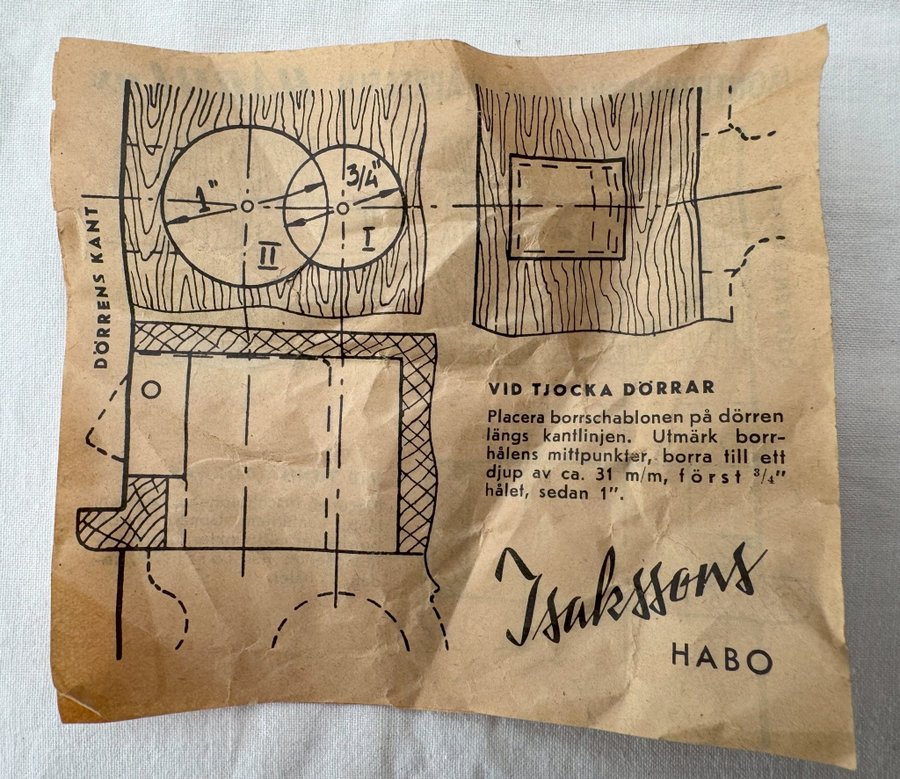 1"
3/4"
II
I
DÖRRENS KANT
VID TJOCKA DÖRRAR
Placera borrschablonen på dörren
längs kantlinjen. Utmärk borr-
hålens mittpunkter, borra till ett
djup av ca. 31 m/m, först 3/4"
hålet, sedan 1".
Isakssons
HABO